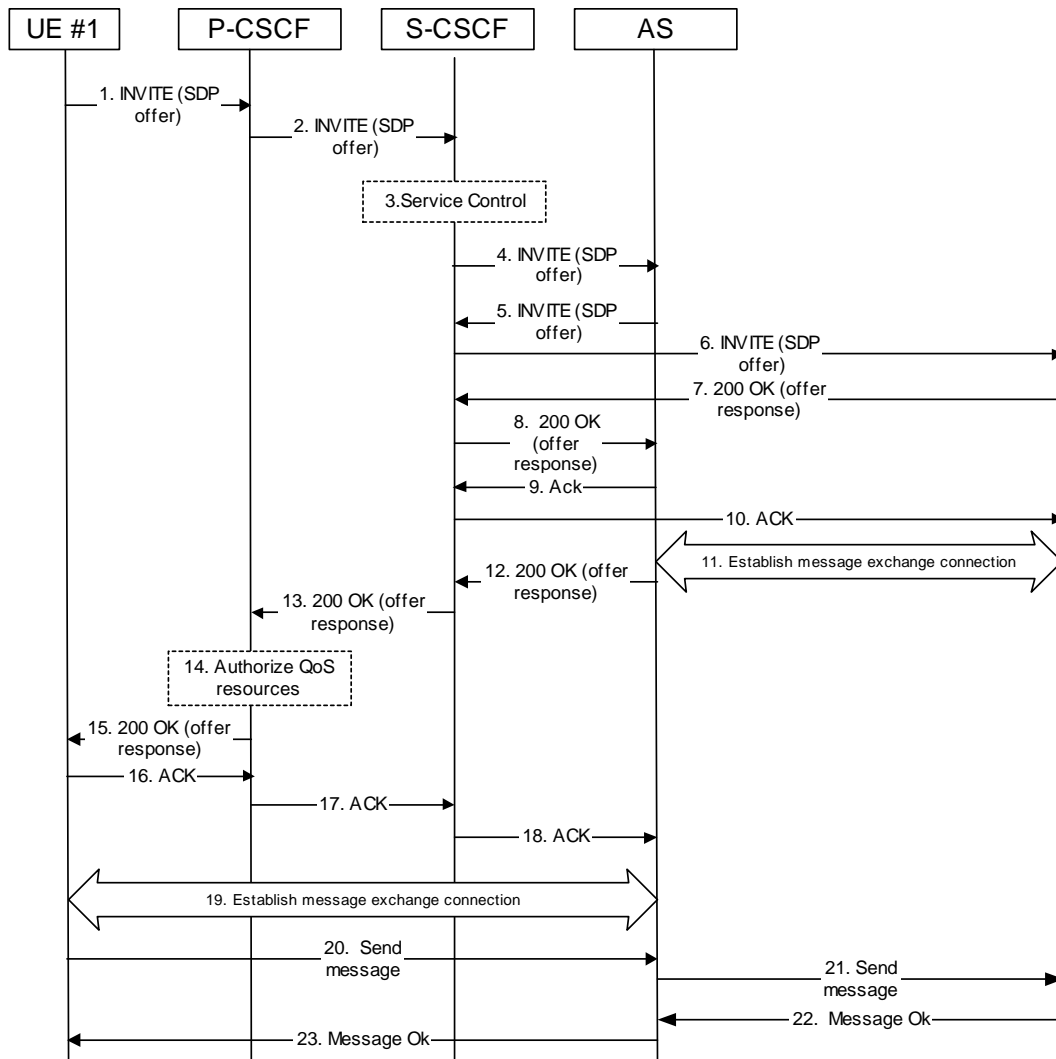 UE #1
P-CSCF
S-CSCF
AS
1. INVITE (SDP
offer)
2. INVITE (SDP
offer)
3.Service Control
4. INVITE (SDP
offer)
5. INVITE (SDP
offer)
6. INVITE (SDP
offer)
7. 200 OK (offer
response)
8. 200 OK
(offer
response)
9. Ack
10. ACK
11. Establish message exchange connection
12. 200 OK (offer
response)
13. 200 OK (offer
response)
14. Authorize QoS
resources
15. 200 OK (offer
response)
16. ACK
17. ACK
18. ACK
19. Establish message exchange connection
20. Send
message
21. Send
message
22. Message Ok
23. Message Ok